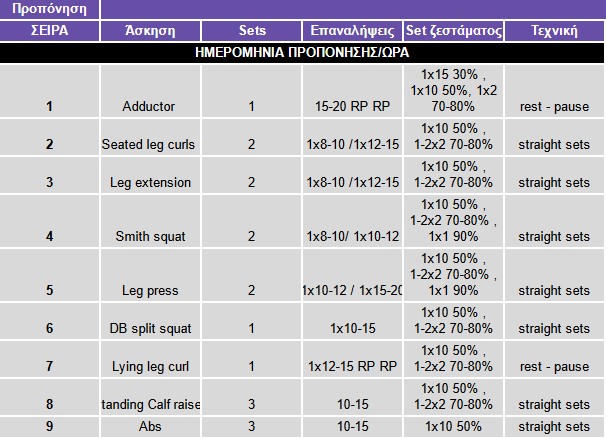 Προπόνηση
ΣΕΙΡΑ Άσκηση Sets Επαναλήψεις Set ζεστάματος Τεχνική
ΗΜΕΡΟΜΗΝΙΑ ΠΡΟΠΟΝΗΣΗΣ/ΩΡΑ
1 Adductor 1 15-20 RP RP 1x15 30% , 1x10 50%, 1x2 70-80% rest - pause
2 Seated leg curls 2 1x8-10 /1x12-15 1x10 50% , 1-2x2 70-80% straight sets
3 Leg extension 2 1x8-10 /1x12-15 1x10 50% , 1-2x2 70-80% straight sets
4 Smith squat 2 1x8-10/ 1x10-12 1x10 50% , 1-2x2 70-80% , 1x1 90% straight sets
5 Leg press 2 1x10-12 / 1x15-20 1x10 50% , 1-2x2 70-80% , 1x1 90% straight sets
6 DB split squat 1 1x10-15 1x10 50% , 1-2x2 70-80% straight sets
7 Lying leg curl 1 1x12-15 RP RP 1x10 50% , 1-2x2 70-80% rest - pause
8 tanding Calf raise 3 10-15 1x10 50% , 1-2x2 70-80% straight sets
9 Abs 3 10-15 1x10 50% straight sets